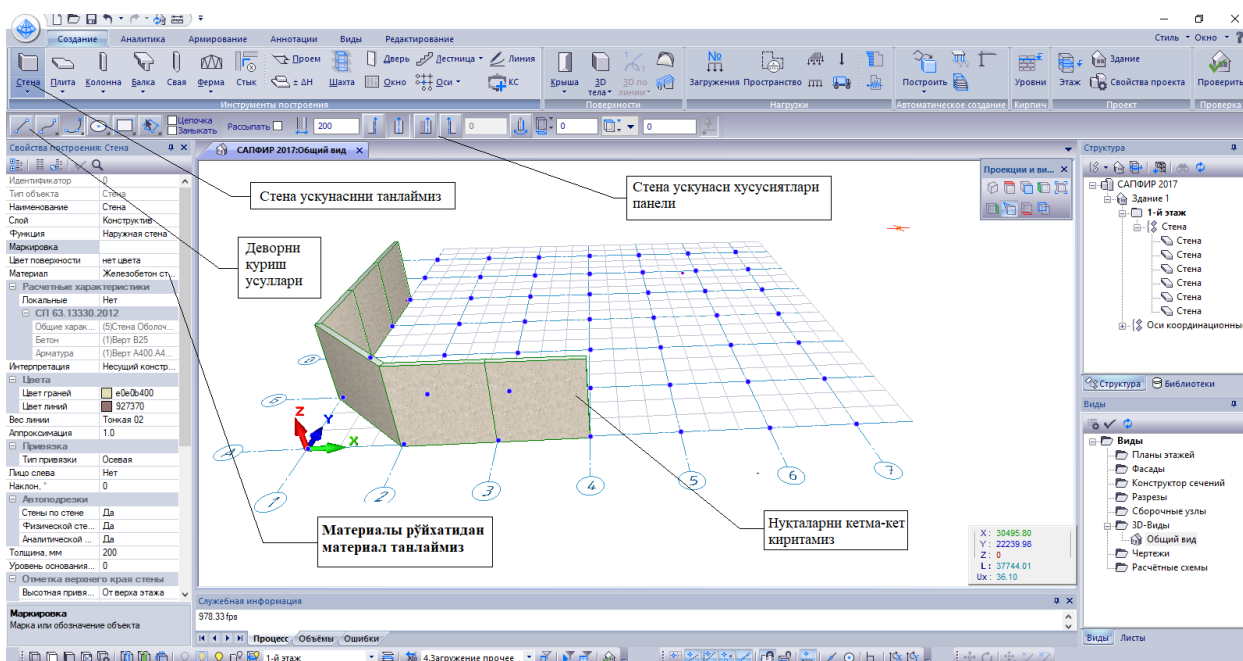 Создание Аналитика Армирование Аннотации Виды Редактирование Стиль Окно ?
Стена Плита Колонна Балка Свая Ферма Стык
Проем Дверь Лестница Линия
± ΔН Шахта Окно Оси КС
Крыша 3D тела 3D по линии
Загружения Пространство
Построить
Уровни Этаж
Здание
Свойства проекта
Проверить
Инструменты построения Поверхности Нагрузки Автоматическое создание Кирпич Проект Проверка
Цепочка
Замыкать Рассыпать 200 0 0 0
Свойства построения: Стена
Идентификатор 0
Тип объекта Стена
Наименование Стена
Слой Конструктив
Функция Наружная стена
Маркировка
Цвет поверхности нет цвета
Материал Железобетон ст...
Расчетные характеристики
Локальные Нет
СП 63.13330.2012
Общие харак... (5)Стена Оболоч...
Бетон (1)Верт B25
Арматура (1)Верт A400.A4...
Интерпретация Несущий констр...
Цвета
Цвет граней e0e0b400
Цвет линий 927370
Вес линии Тонкая 02
Аппроксимация 1.0
Привязка
Тип привязки Осевая
Лицо слева Нет
Наклон, ° 0
Автоподрезки
Стены по стене Да
Физической сте... Да
Аналитической ... Да
Толщина, мм 200
Уровень основания... 0
Отметка верхнего края стены
Высотная привя... От верха этажа
Маркировка
Марка или обозначение объекта
САПФИР 2017:Общий вид
Стена ускунасини танлаймиз
Стена ускунаси хусусиятлари
панели
Деворни
куриш
усуллари
Материалы рўйхатидан
материал танлаймиз
Нуқталарни кетма-кет
киритамиз
Проекции и ви...
Z
Y
X
А
Б
1
2
3
4
5
6
7
X : 30495.80
Y : 22239.98
Z : 0
L : 37744.01
Ux : 36.10
Служебная информация
978.33 fps
Процесс Объёмы Ошибки
Структура
САПФИР 2017
Здание 1
1-й этаж
Стена
Стена
Стена
Стена
Стена
Стена
Стена
Оси координационные
Структура Библиотеки
Виды
Виды
Планы этажей
Фасады
Конструктор сечений
Разрезы
Сборочные узлы
3D-Виды
Общий вид
Чертежи
Расчётные схемы
Виды Листы
1-й этаж 4.Загружение прочее